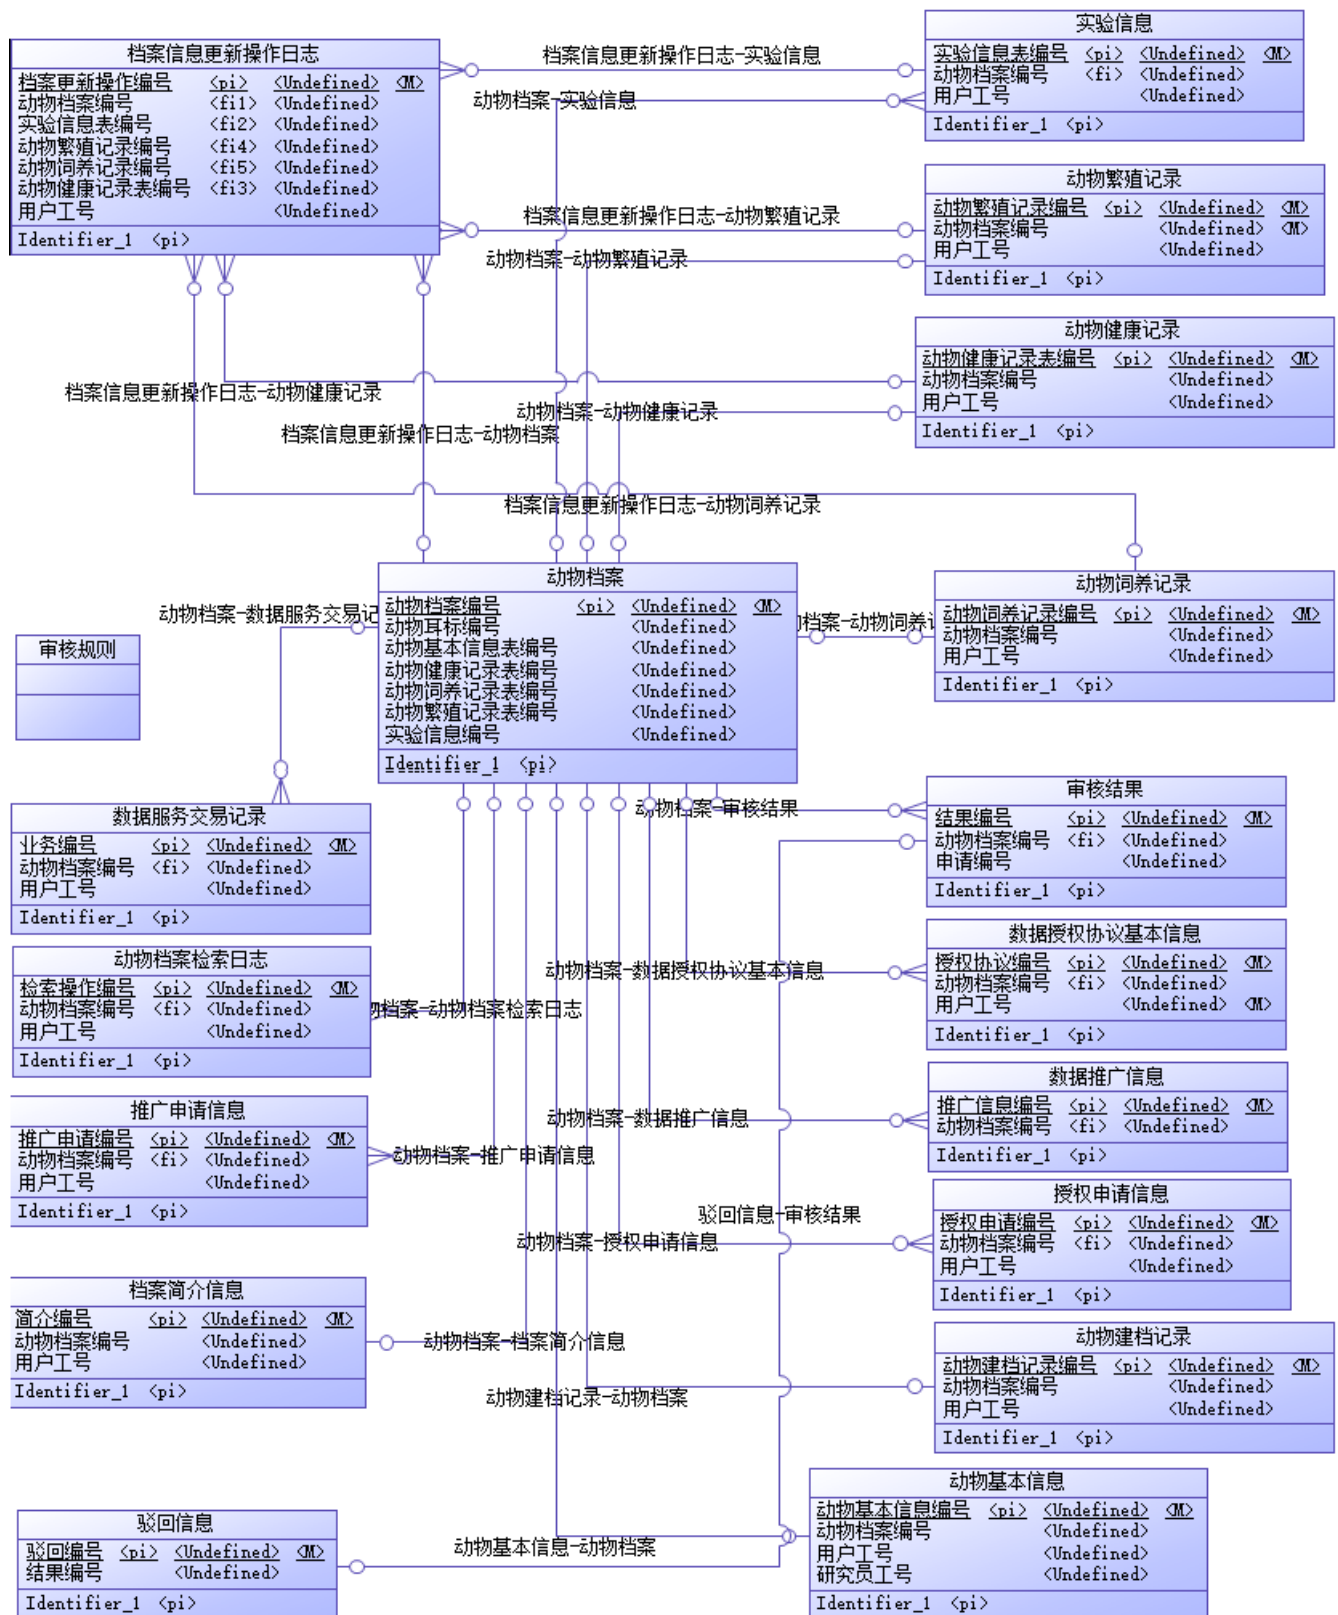 档案信息更新操作日志
档案更新操作编号 <pi> <Undefined> <M>
动物档案编号 <fi1> <Undefined>
实验信息表编号 <fi2> <Undefined>
动物繁殖记录编号 <fi4> <Undefined>
动物饲养记录编号 <fi5> <Undefined>
动物健康记录表编号 <fi3> <Undefined>
用户工号 <Undefined>
Identifier_1 <pi>
档案信息更新操作日志-实验信息
动物档案-实验信息
实验信息
实验信息表编号 <pi> <Undefined> <M>
动物档案编号 <fi> <Undefined>
用户工号 <Undefined>
Identifier_1 <pi>
档案信息更新操作日志-动物繁殖记录
动物档案-动物繁殖记录
动物繁殖记录
动物繁殖记录编号 <pi> <Undefined> <M>
动物档案编号 <Undefined> <M>
用户工号 <Undefined>
Identifier_1 <pi>
动物健康记录
动物健康记录表编号 <pi> <Undefined> <M>
动物档案编号 <Undefined>
用户工号 <Undefined>
Identifier_1 <pi>
档案信息更新操作日志-动物健康记录
动物档案-动物健康记录
档案信息更新操作日志-动物档案
档案信息更新操作日志-动物饲养记录
动物档案
动物档案编号 <pi> <Undefined> <M>
动物耳标编号 <Undefined>
动物基本信息表编号 <Undefined>
动物健康记录表编号 <Undefined>
动物饲养记录表编号 <Undefined>
动物繁殖记录表编号 <Undefined>
实验信息编号 <Undefined>
Identifier_1 <pi>
动物档案-数据服务交易记
档案-动物饲养
动物饲养记录
动物饲养记录编号 <pi> <Undefined> <M>
动物档案编号 <Undefined>
用户工号 <Undefined>
Identifier_1 <pi>
审核规则
数据服务交易记录
业务编号 <pi> <Undefined> <M>
动物档案编号 <fi> <Undefined>
用户工号 <Undefined>
Identifier_1 <pi>
动物档案-审核结果
审核结果
结果编号 <pi> <Undefined> <M>
动物档案编号 <fi> <Undefined>
申请编号 <Undefined>
Identifier_1 <pi>
动物档案检索日志
检索操作编号 <pi> <Undefined> <M>
动物档案编号 <fi> <Undefined>
用户工号 <Undefined>
Identifier_1 <pi>
档案-动物档案检索日志
动物档案-数据授权协议基本信息
数据授权协议基本信息
授权协议编号 <pi> <Undefined> <M>
动物档案编号 <fi> <Undefined>
用户工号 <Undefined> <M>
Identifier_1 <pi>
推广申请信息
推广申请编号 <pi> <Undefined> <M>
动物档案编号 <fi> <Undefined>
用户工号 <Undefined>
Identifier_1 <pi>
动物档案-推广申请信息
动物档案-数据推广信息
数据推广信息
推广信息编号 <pi> <Undefined> <M>
动物档案编号 <fi> <Undefined>
Identifier_1 <pi>
驳回信息-审核结果
动物档案-授权申请信息
授权申请信息
授权申请编号 <pi> <Undefined> <M>
动物档案编号 <fi> <Undefined>
用户工号 <Undefined>
Identifier_1 <pi>
档案简介信息
简介编号 <pi> <Undefined> <M>
动物档案编号 <Undefined>
用户工号 <Undefined>
Identifier_1 <pi>
动物档案-档案简介信息
动物建档记录-动物档案
动物建档记录
动物建档记录编号 <pi> <Undefined> <M>
动物档案编号 <Undefined>
用户工号 <Undefined>
Identifier_1 <pi>
驳回信息
驳回编号 <pi> <Undefined> <M>
结果编号 <Undefined>
Identifier_1 <pi>
动物基本信息-动物档案
动物基本信息
动物基本信息编号 <pi> <Undefined> <M>
动物档案编号 <Undefined>
用户工号 <Undefined>
研究员工号 <Undefined>
Identifier_1 <pi>